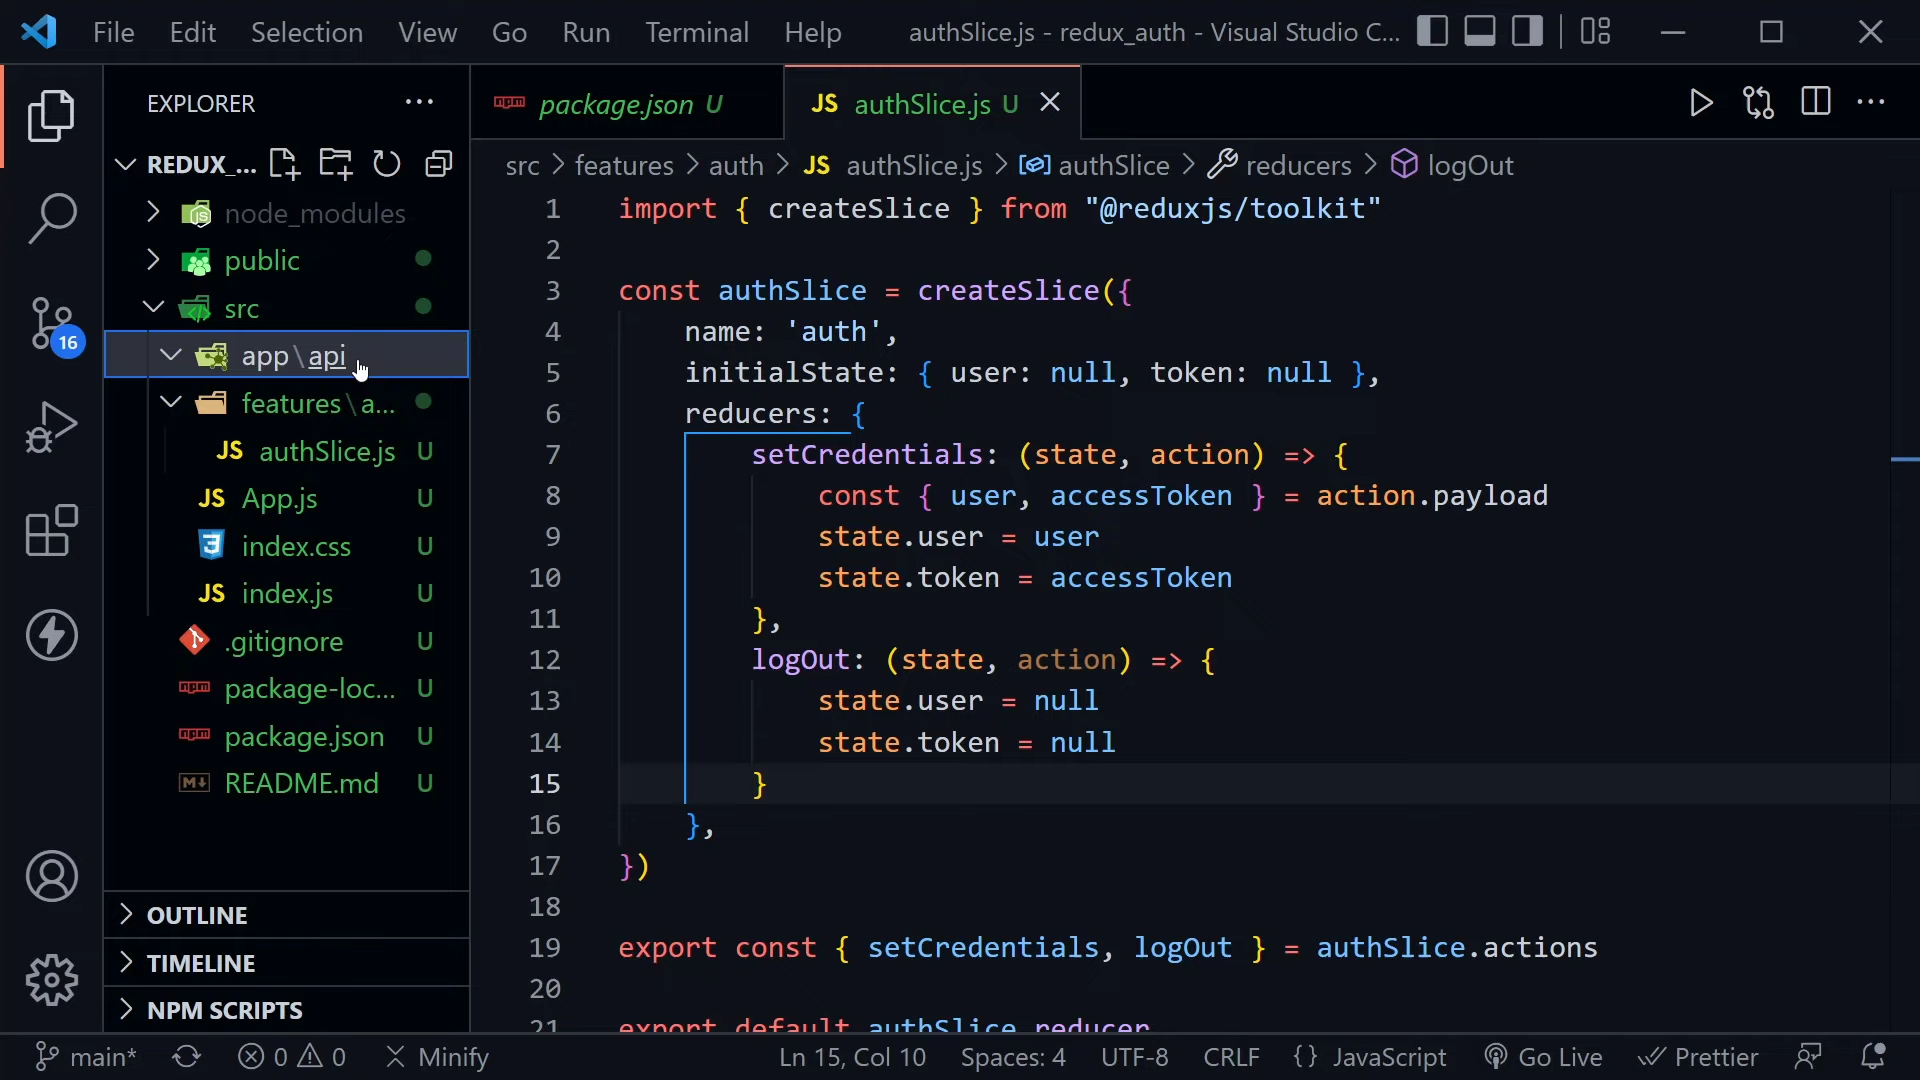 File Edit Selection View Go Run Terminal Help authSlice.js - redux_auth - Visual Studio C...
EXPLORER
REDUX_...
node_modules
public
src
16
app\api
features\a...
JS authSlice.js U
JS App.js U
index.css U
JS index.js U
.gitignore U
package-loc... U
package.json U
README.md U
OUTLINE
TIMELINE
NPM SCRIPTS
package.json U
JS authSlice.js U
src > features > auth > JS authSlice.js > authSlice > reducers > logOut
1 import { createSlice } from "@reduxjs/toolkit"
2
3 const authSlice = createSlice({
4 name: 'auth',
5 initialState: { user: null, token: null },
6 reducers: {
7 setCredentials: (state, action) => {
8 const { user, accessToken } = action.payload
9 state.user = user
10 state.token = accessToken
11 },
12 logOut: (state, action) => {
13 state.user = null
14 state.token = null
15 }
16 },
17 })
18
19 export const { setCredentials, logOut } = authSlice.actions
20
21 export default authSlice.reducer
main* 0 0 Minify Ln 15, Col 10 Spaces: 4 UTF-8 CRLF {} JavaScript Go Live Prettier